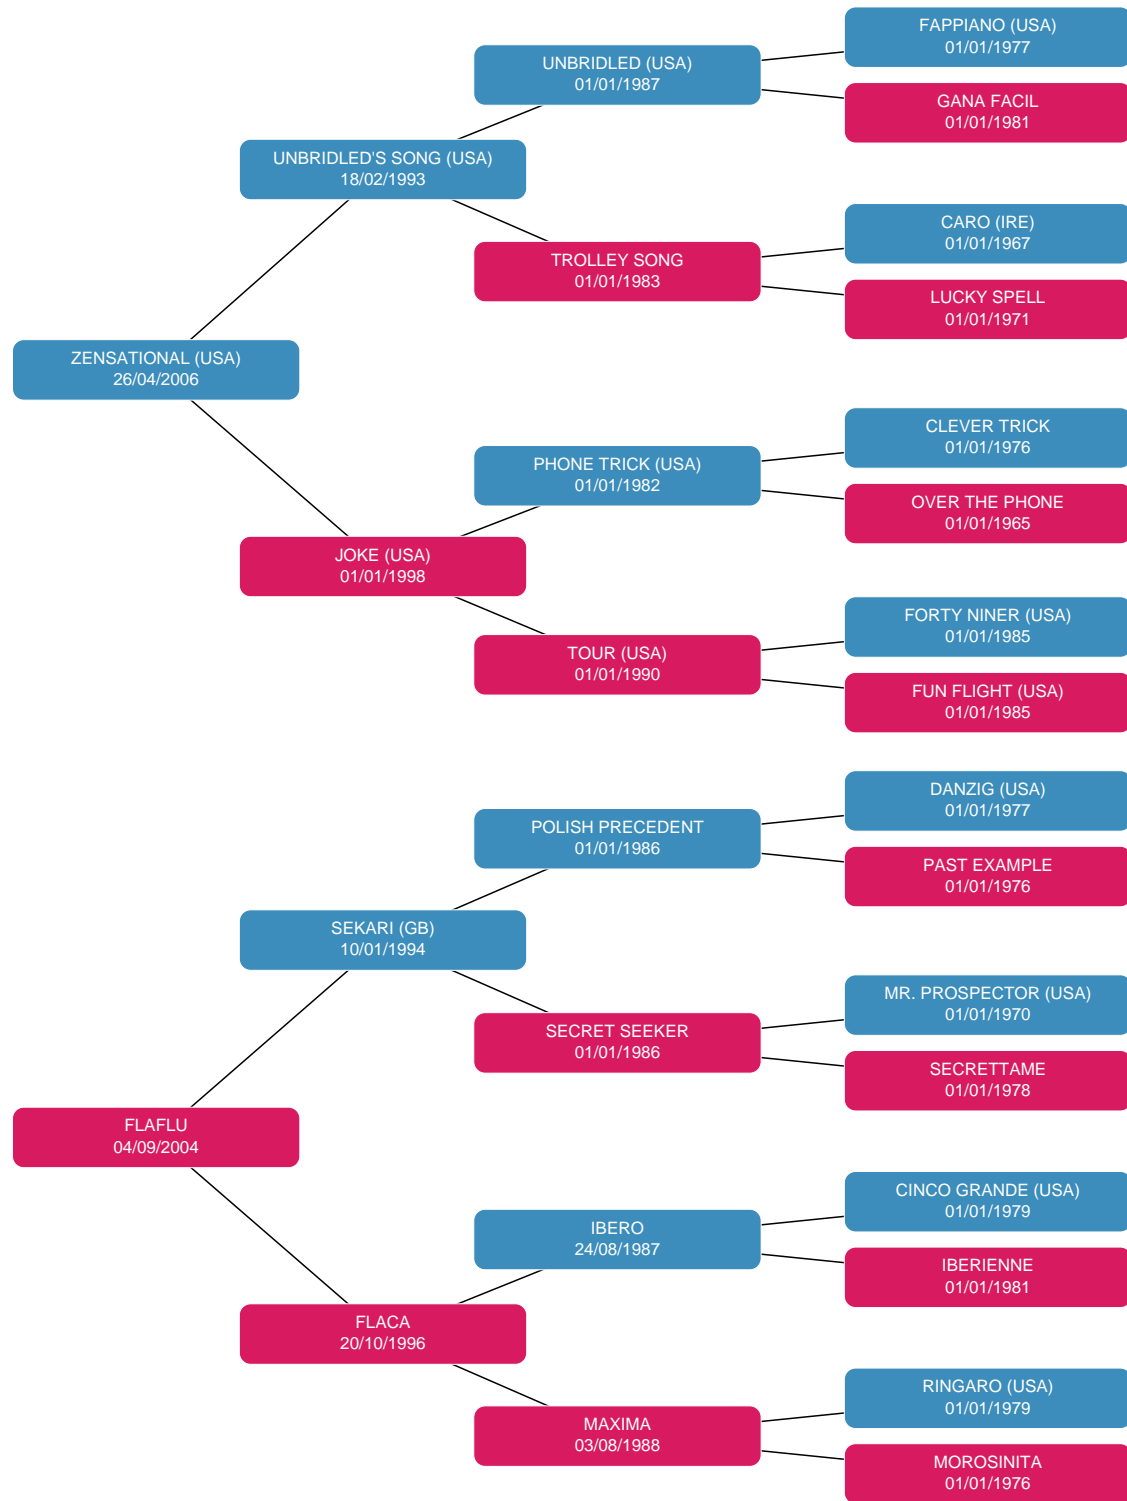 FAPPIANO (USA)
01/01/1977
UNBRIDLED (USA)
01/01/1987
GANA FACIL
01/01/1981
UNBRIDLED'S SONG (USA)
18/02/1993
CARO (IRE)
01/01/1967
TROLLEY SONG
01/01/1983
LUCKY SPELL
01/01/1971
ZENSATIONAL (USA)
26/04/2006
CLEVER TRICK
01/01/1976
PHONE TRICK (USA)
01/01/1982
OVER THE PHONE
01/01/1965
JOKE (USA)
01/01/1998
FORTY NINER (USA)
01/01/1985
TOUR (USA)
01/01/1990
FUN FLIGHT (USA)
01/01/1985
DANZIG (USA)
01/01/1977
POLISH PRECEDENT
01/01/1986
PAST EXAMPLE
01/01/1976
SEKARI (GB)
10/01/1994
MR. PROSPECTOR (USA)
01/01/1970
SECRET SEEKER
01/01/1986
SECRETTAME
01/01/1978
FLAFLU
04/09/2004
CINCO GRANDE (USA)
01/01/1979
IBERO
24/08/1987
IBERIENNE
01/01/1981
FLACA
20/10/1996
RINGARO (USA)
01/01/1979
MAXIMA
03/08/1988
MOROSINITA
01/01/1976